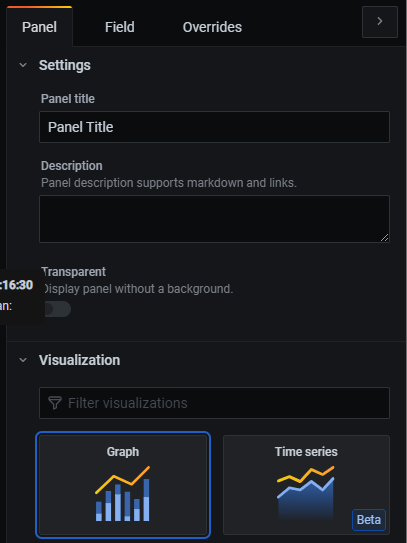 Panel
Field
Overrides
Settings
Panel title
Panel Title
Description
Panel description supports markdown and links.
:16:30
Transparent
an:
Display panel without a background.
Visualization
Filter visualizations
Graph
Time series
Beta